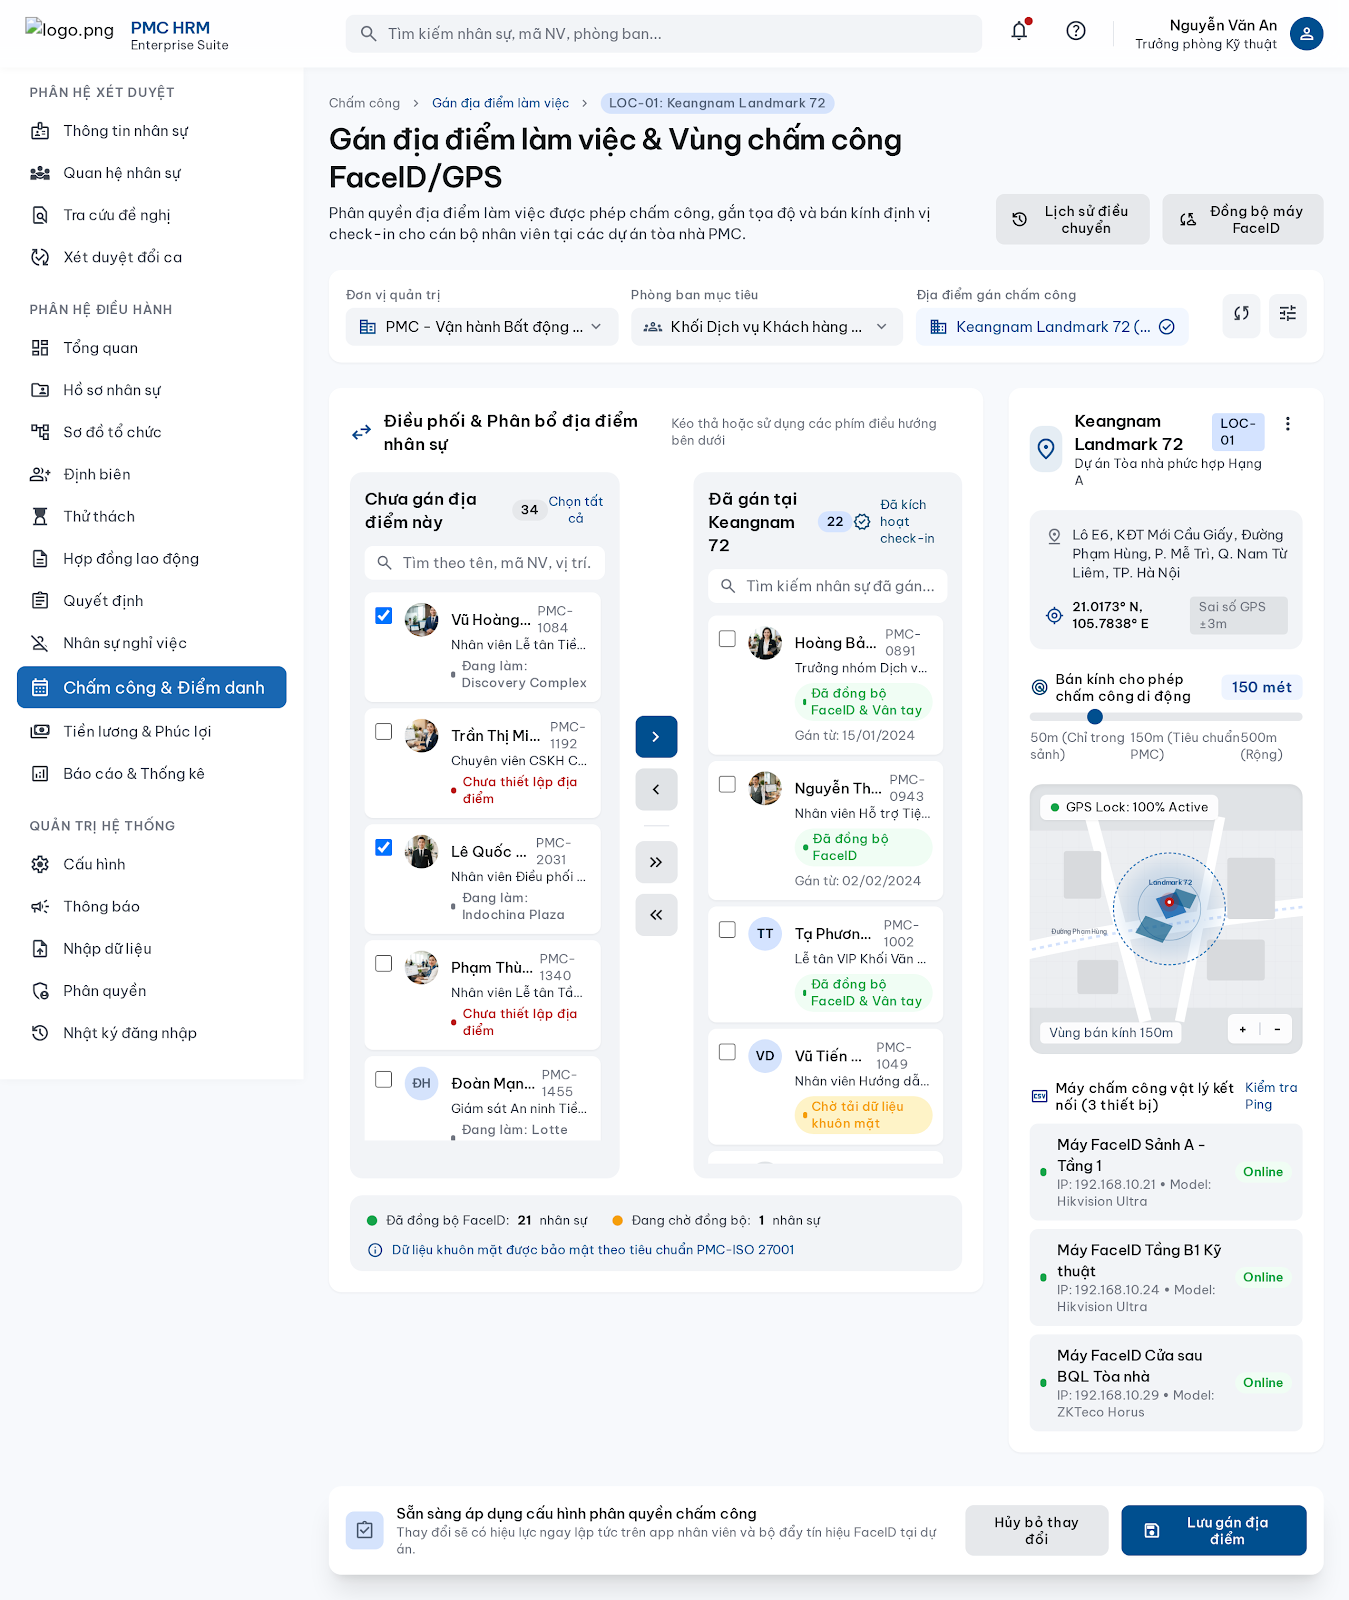 logo.png
PMC HRM
Enterprise Suite
Tìm kiếm nhân sự, mã NV, phòng ban...
Nguyễn Văn An
Trưởng phòng Kỹ thuật
PHÂN HỆ XÉT DUYỆT
Thông tin nhân sự
Quan hệ nhân sự
Tra cứu đề nghị
Xét duyệt đổi ca
PHÂN HỆ ĐIỀU HÀNH
Tổng quan
Hồ sơ nhân sự
Sơ đồ tổ chức
Định biên
Thử thách
Hợp đồng lao động
Quyết định
Nhân sự nghỉ việc
Chấm công & Điểm danh
Tiền lương & Phúc lợi
Báo cáo & Thống kê
QUẢN TRỊ HỆ THỐNG
Cấu hình
Thông báo
Nhập dữ liệu
Phân quyền
Nhật ký đăng nhập
Chấm công
Gán địa điểm làm việc
LOC-01: Keangnam Landmark 72
Gán địa điểm làm việc & Vùng chấm công
FaceID/GPS
Phân quyền địa điểm làm việc được phép chấm công, gắn tọa độ và bán kính định vị
check-in cho cán bộ nhân viên tại các dự án tòa nhà PMC.
Lịch sử điều
chuyển
Đồng bộ máy
FaceID
Đơn vị quản trị
PMC - Vận hành Bất động ...
Phòng ban mục tiêu
Khối Dịch vụ Khách hàng ...
Địa điểm gán chấm công
Keangnam Landmark 72 (...
Điều phối & Phân bổ địa điểm
nhân sự
Kéo thả hoặc sử dụng các phím điều hướng
bên dưới
Chưa gán địa
điểm này
34
Chọn tất
cả
Tìm theo tên, mã NV, vị trí.
Vũ Hoàng...
PMC-
1084
Nhân viên Lễ tân Tiề...
Đang làm:
Discovery Complex
Trần Thị Mi...
PMC-
1192
Chuyên viên CSKH C...
Chưa thiết lập địa
điểm
Lê Quốc ...
PMC-
2031
Nhân viên Điều phối ...
Đang làm:
Indochina Plaza
Phạm Thù...
PMC-
1340
Nhân viên Lễ tân Tầ...
Chưa thiết lập địa
điểm
ĐH
Đoàn Mạn...
PMC-
1455
Giám sát An ninh Tiề...
Đang làm: Lotte
Đã gán tại
Keangnam
72
22
Đã kích
hoạt
check-in
Tìm kiếm nhân sự đã gán...
Hoàng Bả...
PMC-
0891
Trưởng nhóm Dịch v...
Đã đồng bộ
FaceID & Vân tay
Gán từ: 15/01/2024
Nguyễn Th...
PMC-
0943
Nhân viên Hỗ trợ Tiệ...
Đã đồng bộ
FaceID
Gán từ: 02/02/2024
TT
Tạ Phươn...
PMC-
1002
Lễ tân VIP Khối Văn ...
Đã đồng bộ
FaceID & Vân tay
VD
Vũ Tiến ...
PMC-
1049
Nhân viên Hướng dẫ...
Chờ tải dữ liệu
khuôn mặt
Đã đồng bộ FaceID: 21 nhân sự
Đang chờ đồng bộ: 1 nhân sự
Dữ liệu khuôn mặt được bảo mật theo tiêu chuẩn PMC-ISO 27001
Keangnam
Landmark 72
LOC-
01
Dự án Tòa nhà phức hợp Hạng
A
Lô E6, KĐT Mới Cầu Giấy, Đường
Phạm Hùng, P. Mễ Trì, Q. Nam Từ
Liêm, TP. Hà Nội
21.0173° N,
105.7838° E
Sai số GPS
±3m
Bán kính cho phép
chấm công di động
150 mét
50m (Chỉ trong
sảnh)
150m (Tiêu chuẩn
PMC)
500m
(Rộng)
GPS Lock: 100% Active
Landmark 72
Đường Phạm Hùng
Vùng bán kính 150m
+
-
CSV
Máy chấm công vật lý kết
nối (3 thiết bị)
Kiểm tra
Ping
Máy FaceID Sảnh A -
Tầng 1
IP: 192.168.10.21 • Model:
Hikvision Ultra
Online
Máy FaceID Tầng B1 Kỹ
thuật
IP: 192.168.10.24 • Model:
Hikvision Ultra
Online
Máy FaceID Cửa sau
BQL Tòa nhà
IP: 192.168.10.29 • Model:
ZKTeco Horus
Online
Sẵn sàng áp dụng cấu hình phân quyền chấm công
Thay đổi sẽ có hiệu lực ngay lập tức trên app nhân viên và bộ đẩy tín hiệu FaceID tại dự
án.
Hủy bỏ thay
đổi
Lưu gán địa
điểm